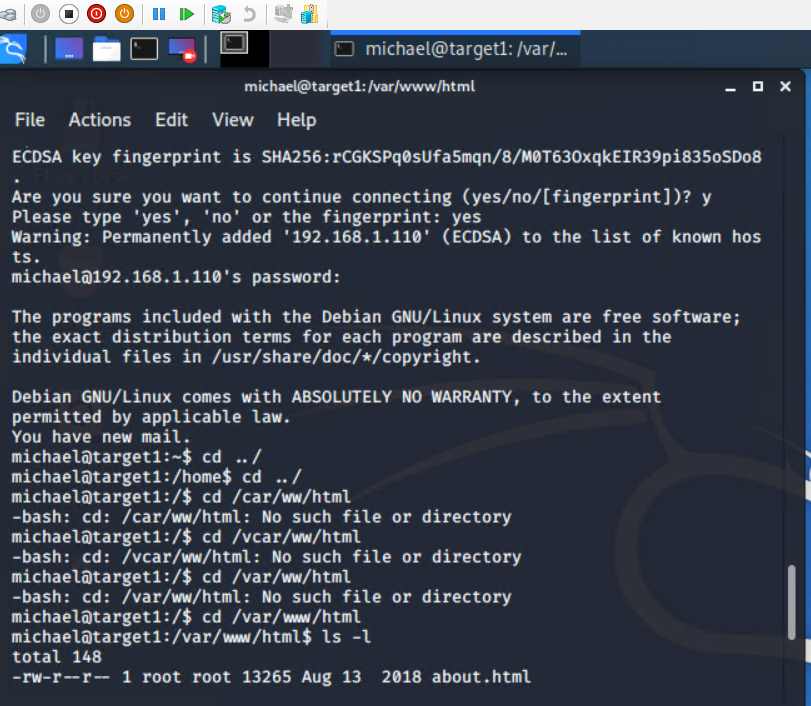 michael@target1: /var/...
michael@target1:/var/www/html
File Actions Edit View Help
ECDSA key fingerprint is SHA256:rCGKSPq0sUfa5mqn/8/M0T63OxqkEIR39pi835oSDo8
.
Are you sure you want to continue connecting (yes/no/[fingerprint])? y
Please type 'yes', 'no' or the fingerprint: yes
Warning: Permanently added '192.168.1.110' (ECDSA) to the list of known hos
ts.
michael@192.168.1.110's password:
The programs included with the Debian GNU/Linux system are free software;
the exact distribution terms for each program are described in the
individual files in /usr/share/doc/*/copyright.
Debian GNU/Linux comes with ABSOLUTELY NO WARRANTY, to the extent
permitted by applicable law.
You have new mail.
michael@target1:~$ cd ../
michael@target1:/home$ cd ../
michael@target1:/$ cd /car/ww/html
-bash: cd: /car/ww/html: No such file or directory
michael@target1:/$ cd /vcar/ww/html
-bash: cd: /vcar/ww/html: No such file or directory
michael@target1:/$ cd /var/ww/html
-bash: cd: /var/ww/html: No such file or directory
michael@target1:/$ cd /var/www/html
michael@target1:/var/www/html$ ls -l
total 148
-rw-r--r-- 1 root root 13265 Aug 13  2018 about.html